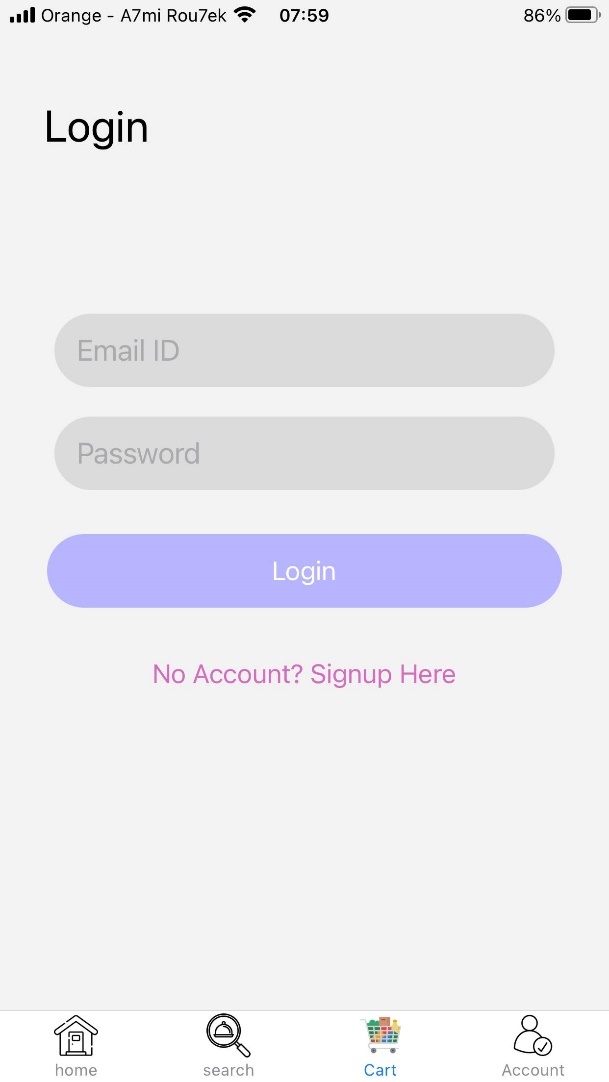 Orange - A7mi Rou7ek 07:59 86%
Login
Email ID
Password
Login
No Account? Signup Here
home search Cart Account